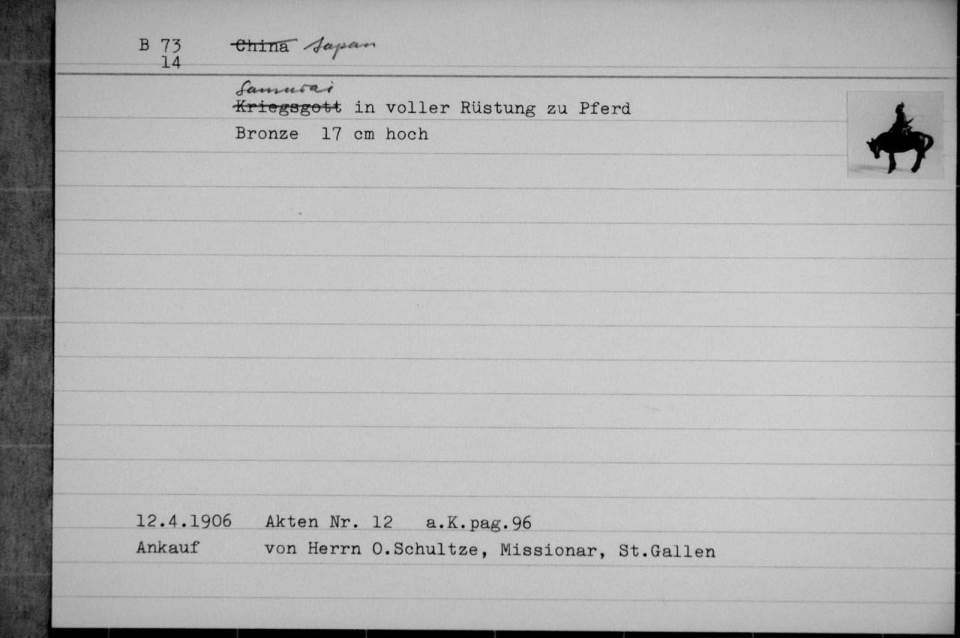 B 73 China Japan
14
Samurai
Kriegsgott in voller Rüstung zu Pferd
Bronze 17 cm hoch
12.4.1906 Akten Nr. 12 a.K.pag.96
Ankauf von Herrn O.Schultze, Missionar, St.Gallen